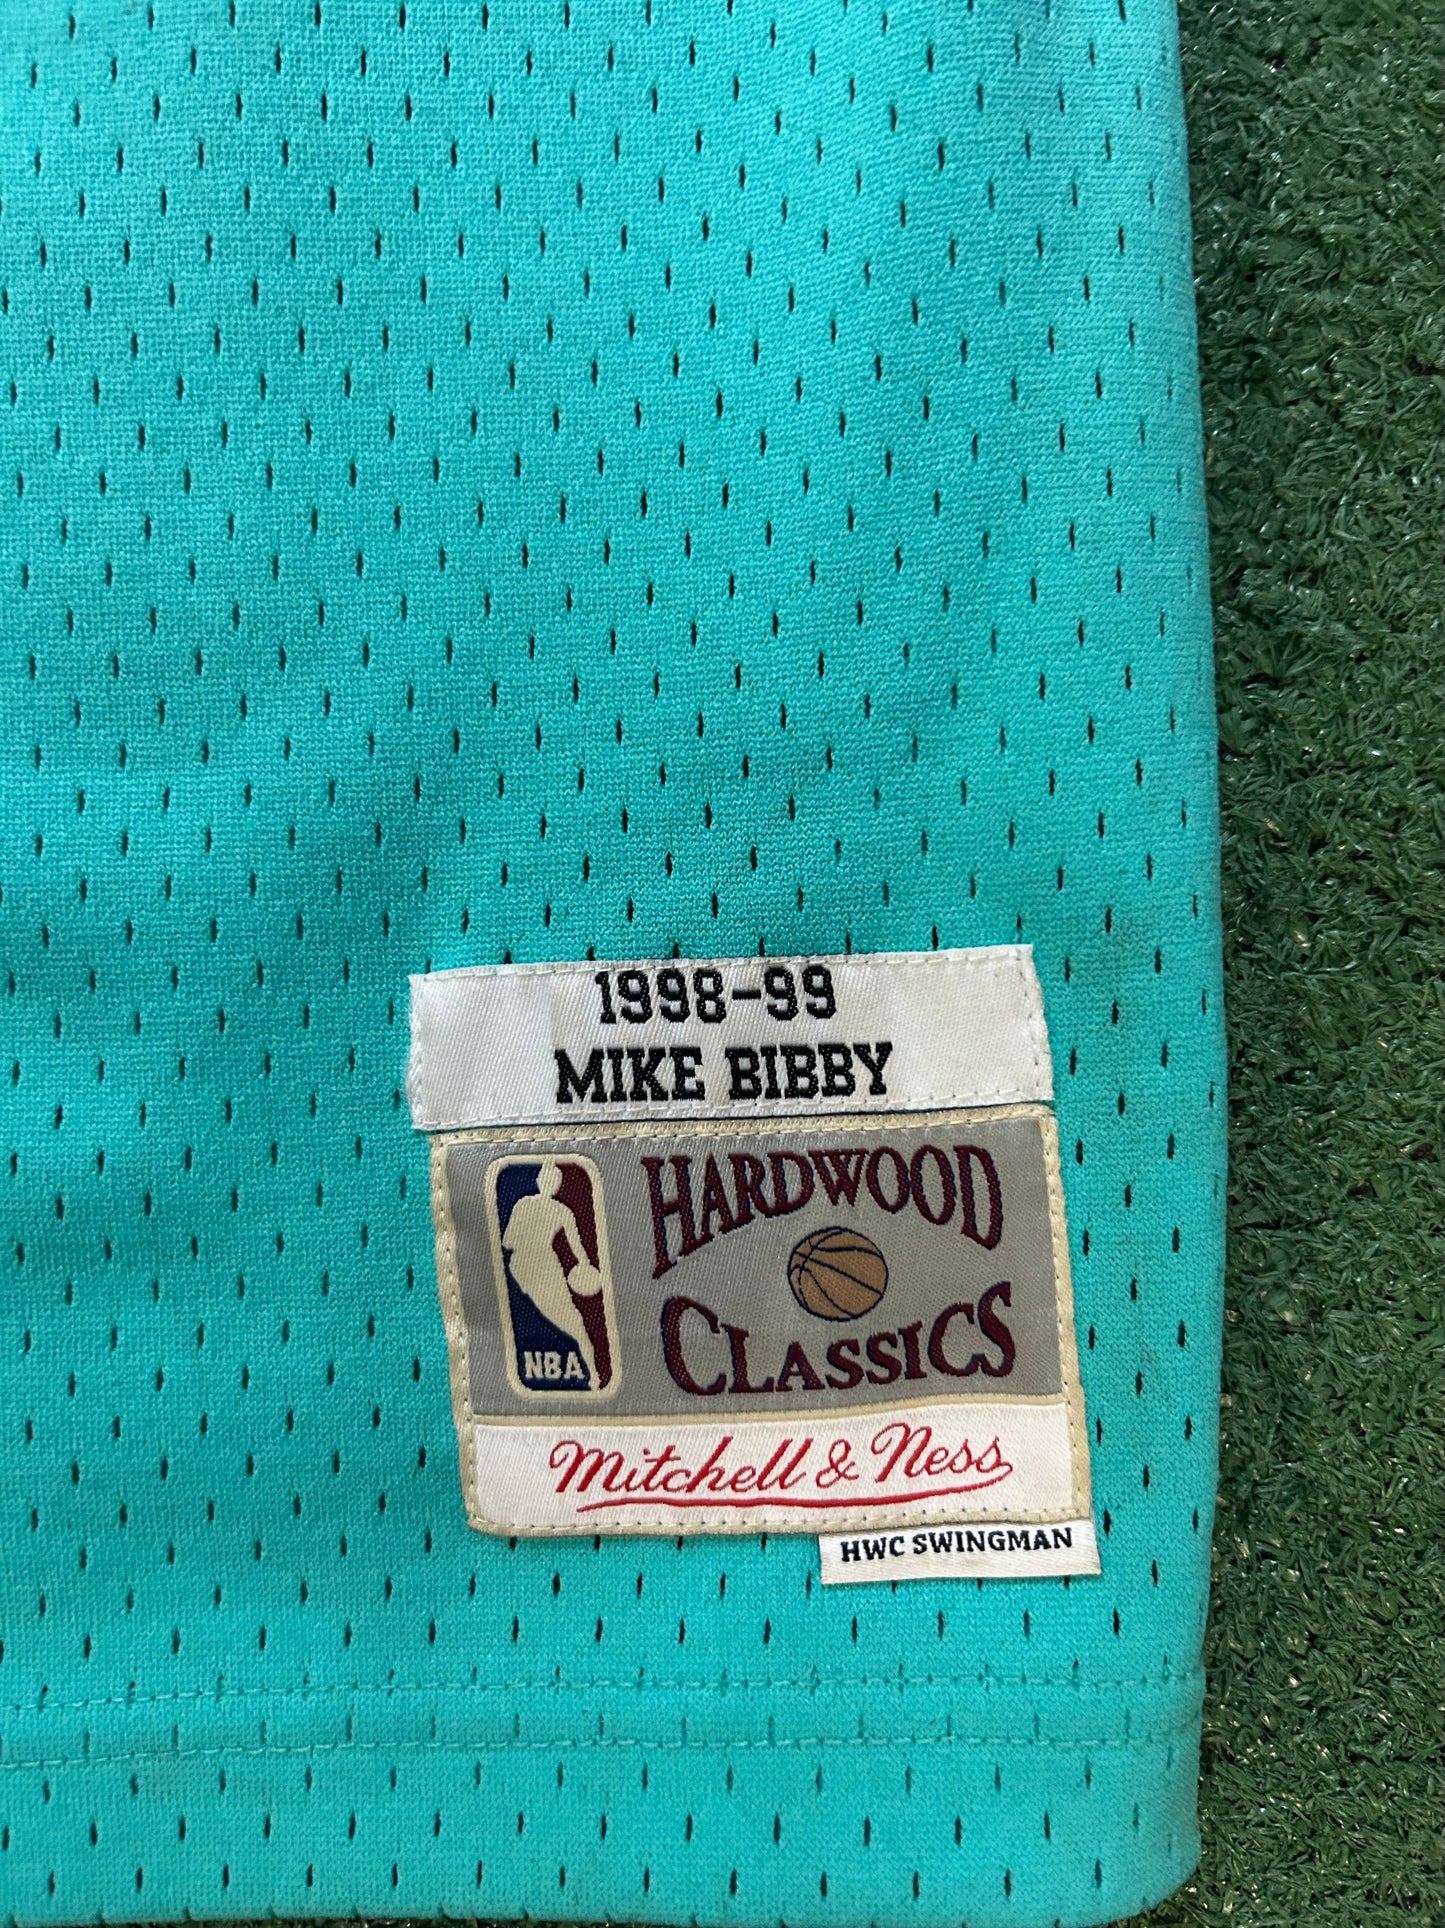 1998-99
MIKE BIBBY
HARDWOOD
CLASSICS
NBA
Mitchell & Ness
HWC SWINGMAN